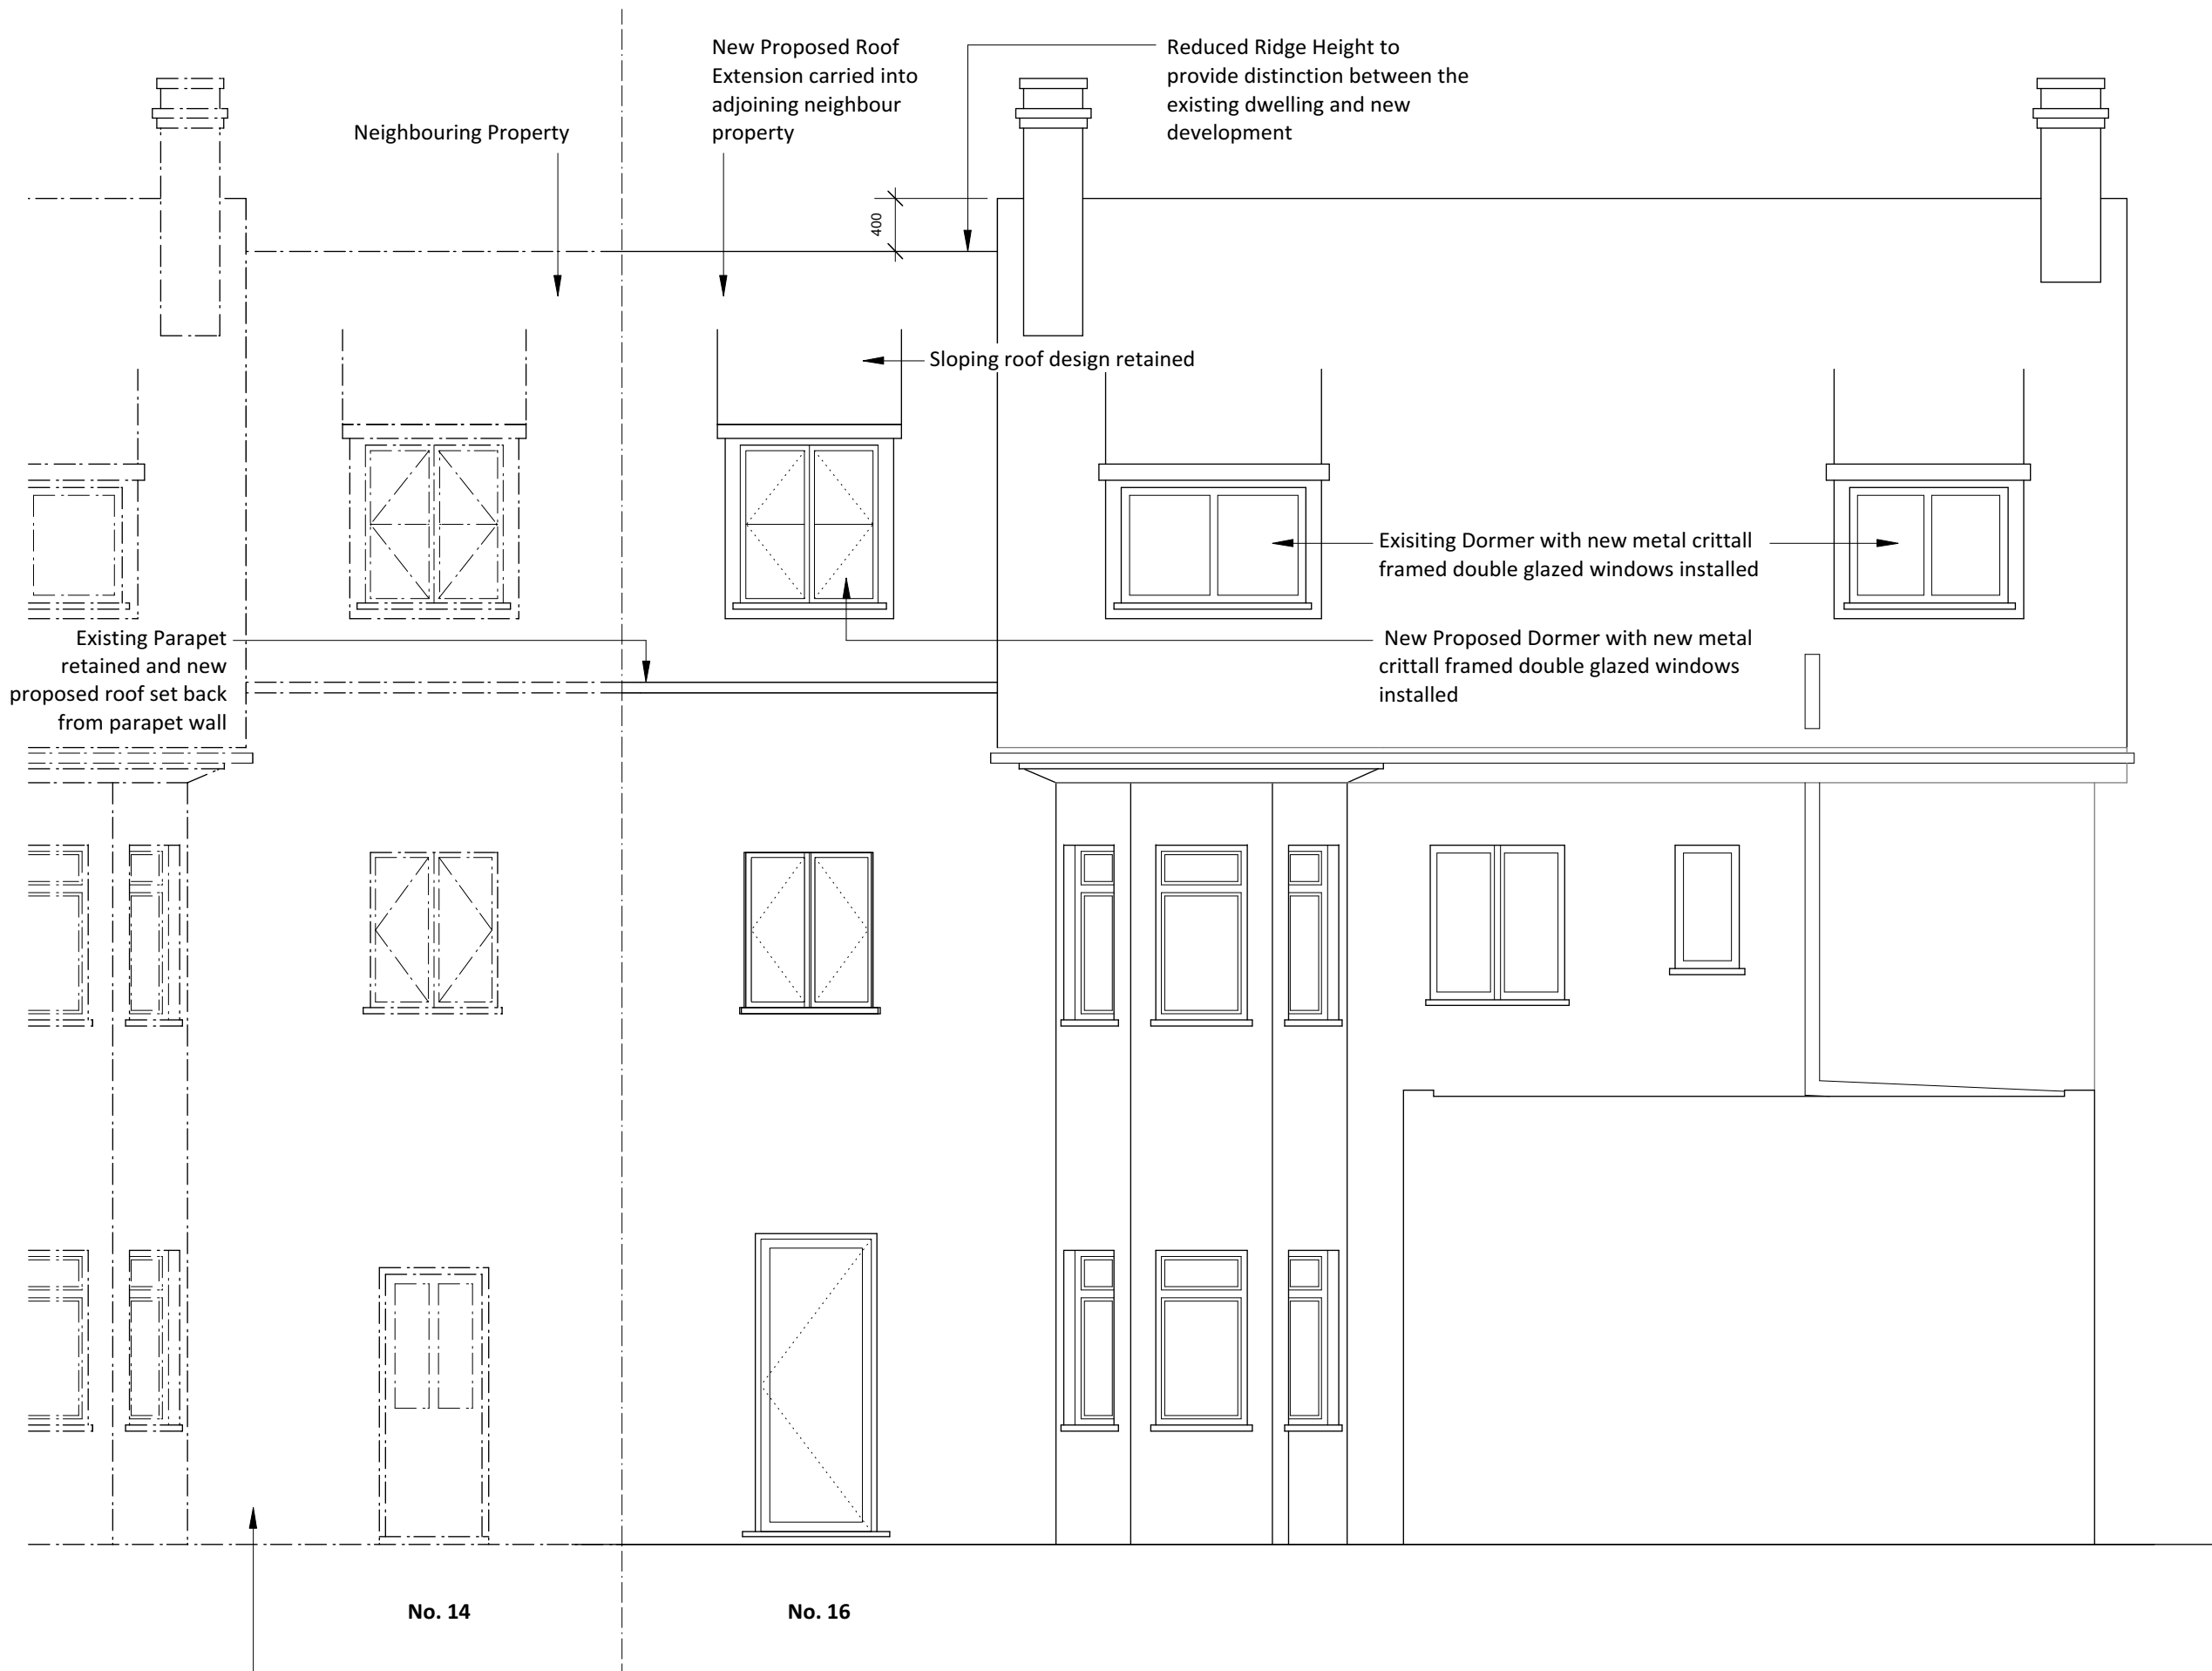 New Proposed Roof
Extension carried into
adjoining neighbour
property
Reduced Ridge Height to
provide distinction between the
existing dwelling and new
development
Neighbouring Property
400
Sloping roof design retained
Exisiting Dormer with new metal crittall
framed double glazed windows installed
Existing Parapet
retained and new
proposed roof set back
from parapet wall
New Proposed Dormer with new metal
crittall framed double glazed windows
installed
No. 14
No. 16